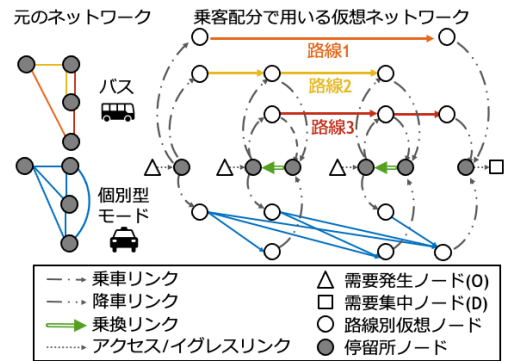 元のネットワーク
乗客配分で用いる仮想ネットワーク
バス
個別型
モード
路線1
路線2
路線3
乗車リンク
降車リンク
乗換リンク
アクセス/イグレスリンク
需要発生ノード(O)
需要集中ノード(D)
路線別仮想ノード
停留所ノード